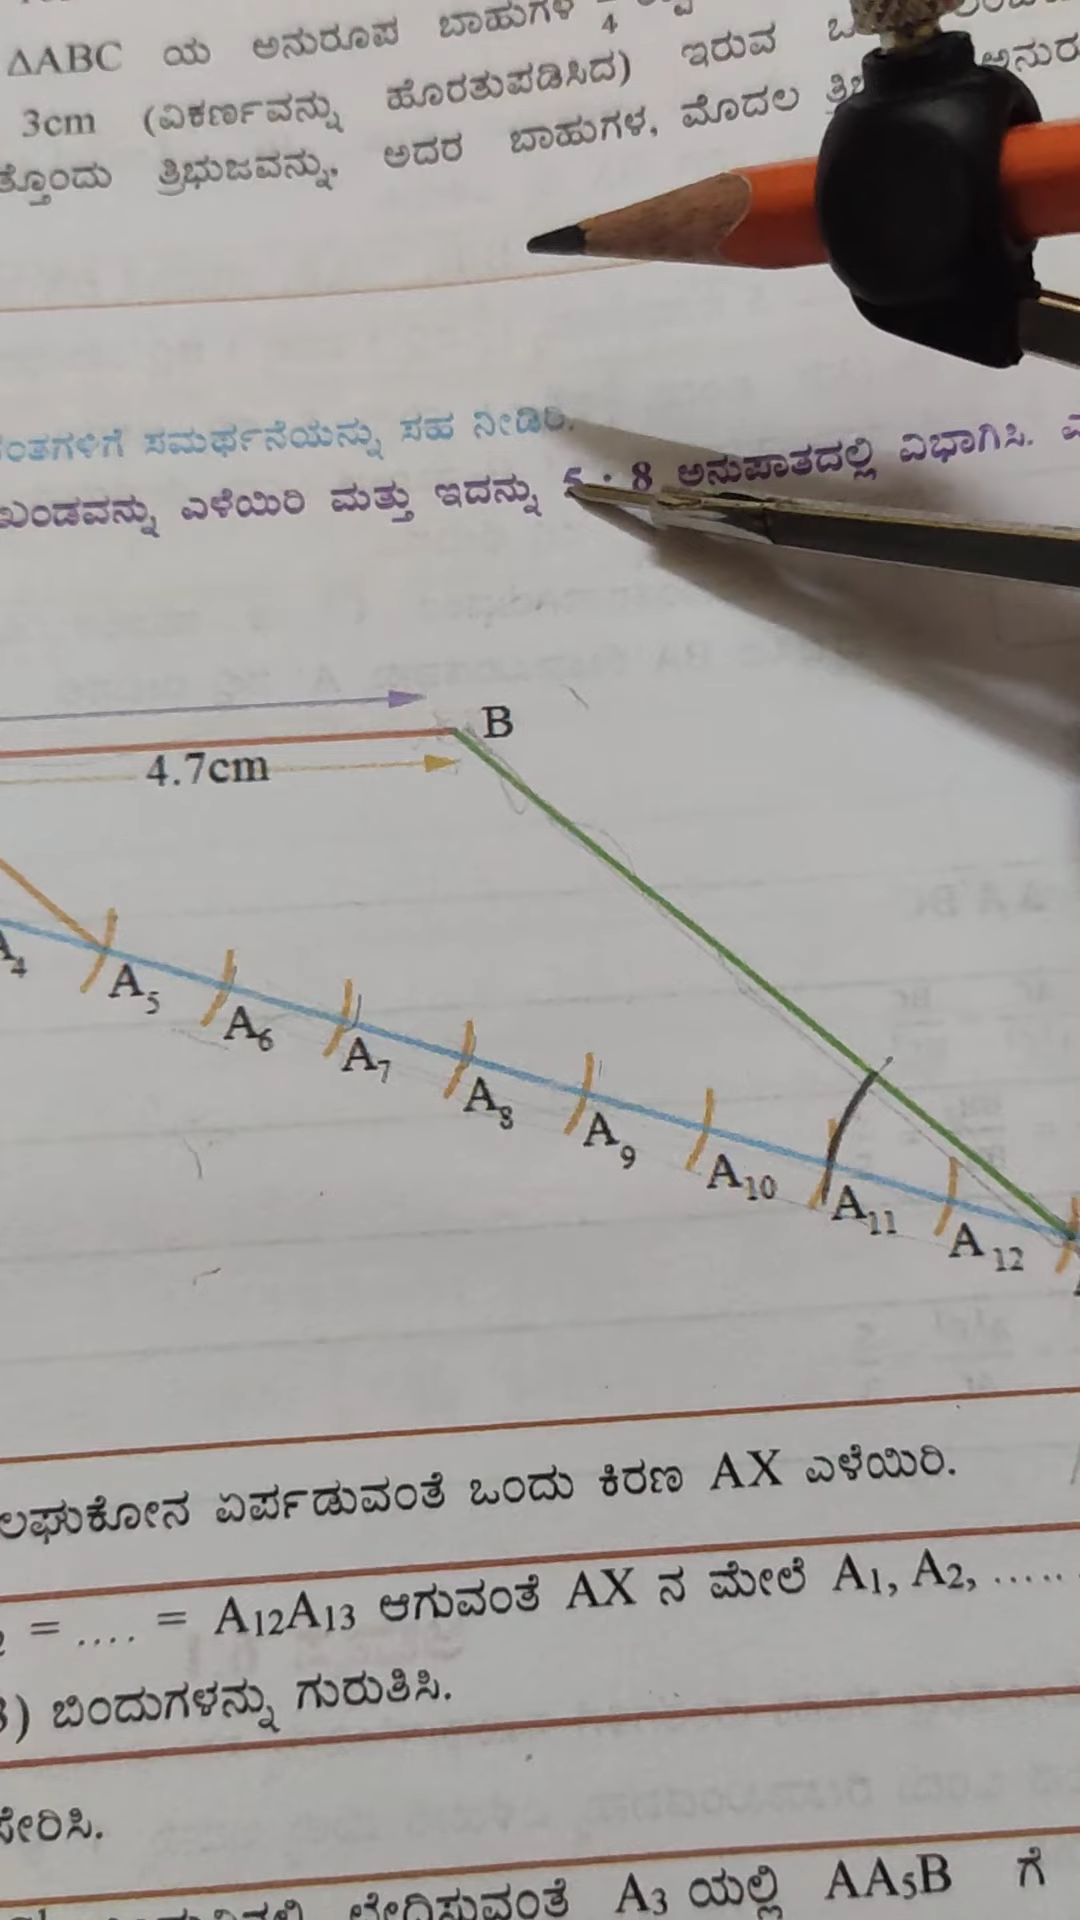 ΔABC ಯ ಅನುರೂಪ ಬಾಹುಗಳ 4
3cm (ವಿಕರ್ಣವನ್ನು ಹೊರತುಪಡಿಸಿದ) ಇರುವ
ತ್ರಿಭುಜವನ್ನು, ಅದರ ಬಾಹುಗಳ, ಮೊದಲ
ಸಮರ್ಥನೆಯನ್ನು ಸಹ ನೀಡಿರಿ.
ಎಳೆಯಿರಿ ಮತ್ತು ಇದನ್ನು 5 : 8 ಅನುಪಾತದಲ್ಲಿ ವಿಭಾಗಿಸಿ.
B
4.7cm
A4
A5
A6
A7
A8
A9
A10
A11
A12
ಲಘುಕೋನ ಏರ್ಪಡುವಂತೆ ಒಂದು ಕಿರಣ AX ಎಳೆಯಿರಿ.
= .... = A12A13 ಆಗುವಂತೆ AX ನ ಮೇಲೆ A1, A2, .....
) ಬಿಂದುಗಳನ್ನು ಗುರುತಿಸಿ.
ಸೇರಿಸಿ.
ಛೇದಿಸುವಂತೆ A3 ಯಲ್ಲಿ AA5B ಗೆ